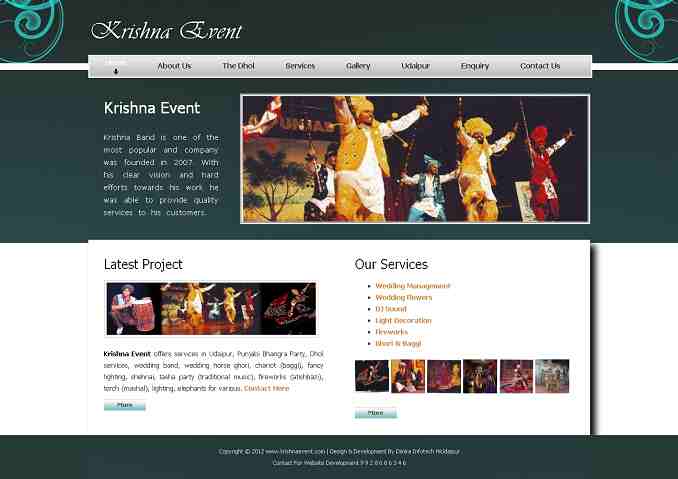 Krishna Event
Home
About Us
The Dhol
Services
Gallery
Udaipur
Enquiry
Contact Us
Krishna Event
Krishna Band is one of the
most popular and company
was founded in 2007. With
his clear vision and hard
efforts towards his work he
was able to provide quality
services to his customers.
PUNJAB
Latest Project
Krishna Event offers services in Udaipur, Punjabi Bhangra Party, Dhol
services, wedding band, wedding horse ghori, chariot (baggi), fancy
lighting, shehnai, tasha party (traditional music), fireworks (atishbazi),
torch (mashal), lighting, elephants for various. Contact Here
More
Our Services
Wedding Management
Wedding Flowers
DJ Sound
Light Decoration
Fireworks
Ghori & Baggi
More
Copyright © 2012 www.krishnaevent.com | Design & Development By Dinika Infotech
Contact For Website Development 9 9 2 8 6 8 6 3 4 6